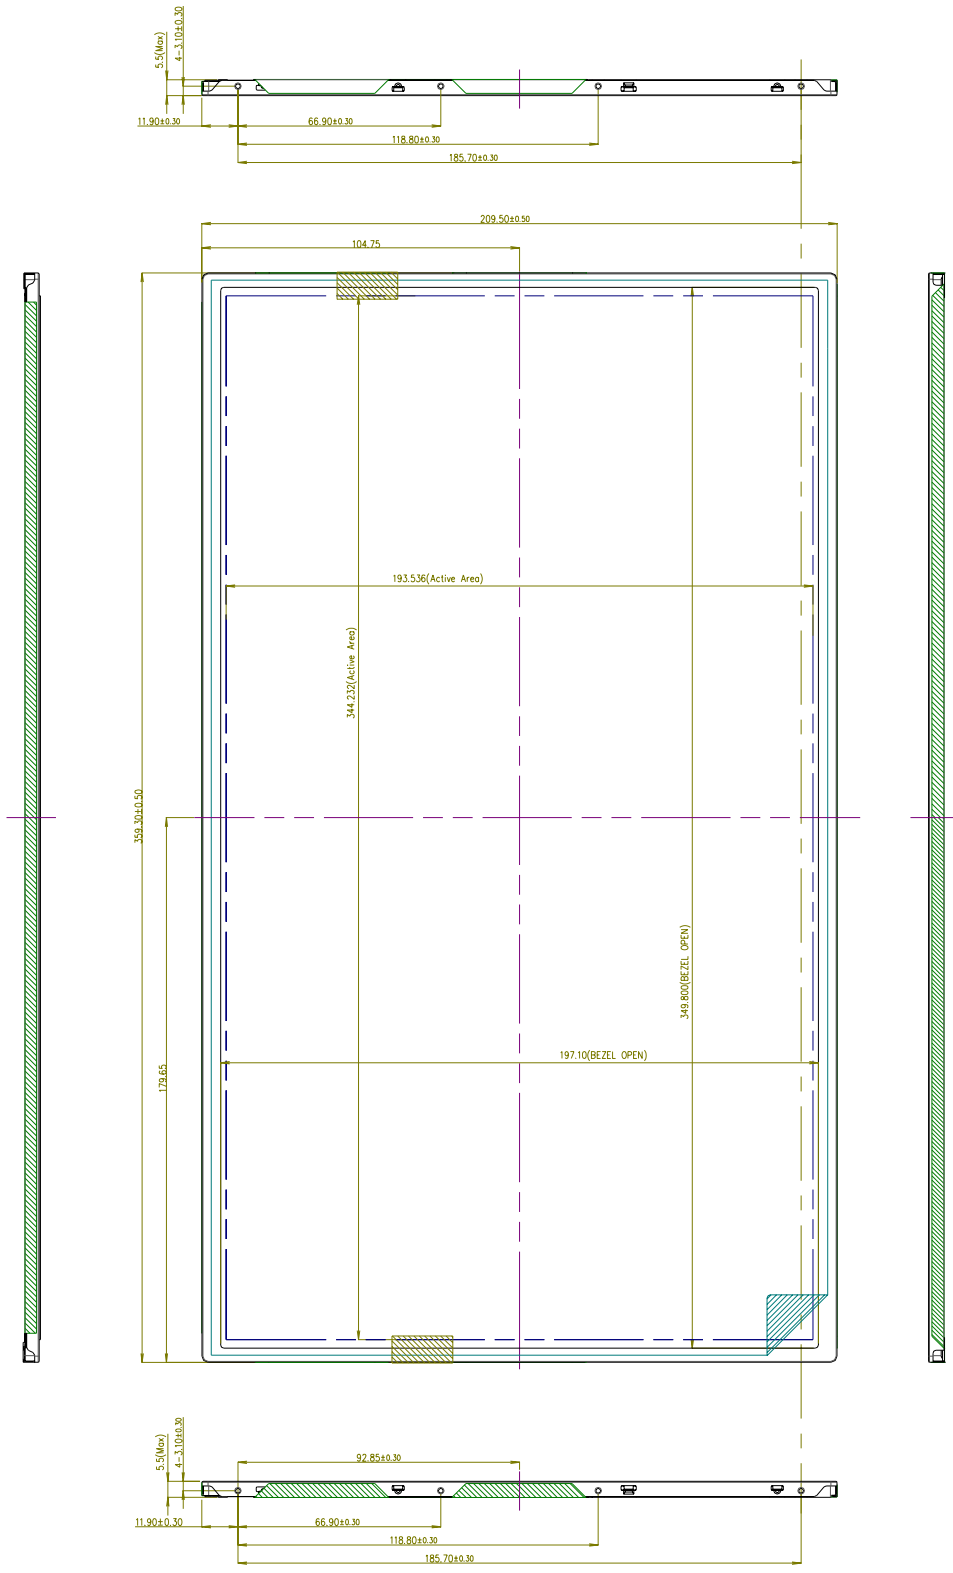 5.5(Max)
4-3.10±0.30
11.90±0.30
66.90±0.30
118.80±0.30
185.70±0.30
209.50±0.50
104.75
193.536(Active Area)
344.232(Active Area)
359.30±0.50
349.800(BEZEL OPEN)
197.10(BEZEL OPEN)
179.65
5.5(Max)
4-3.10±0.30
92.85±0.30
11.90±0.30
66.90±0.30
118.80±0.30
185.70±0.30